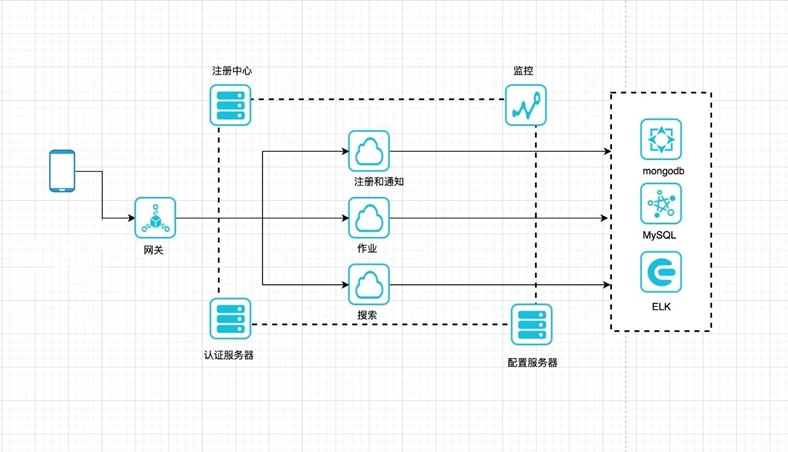 注册中心
监控
注册和通知
mongodb
网关
作业
MySQL
搜索
ELK
认证服务器
配置服务器